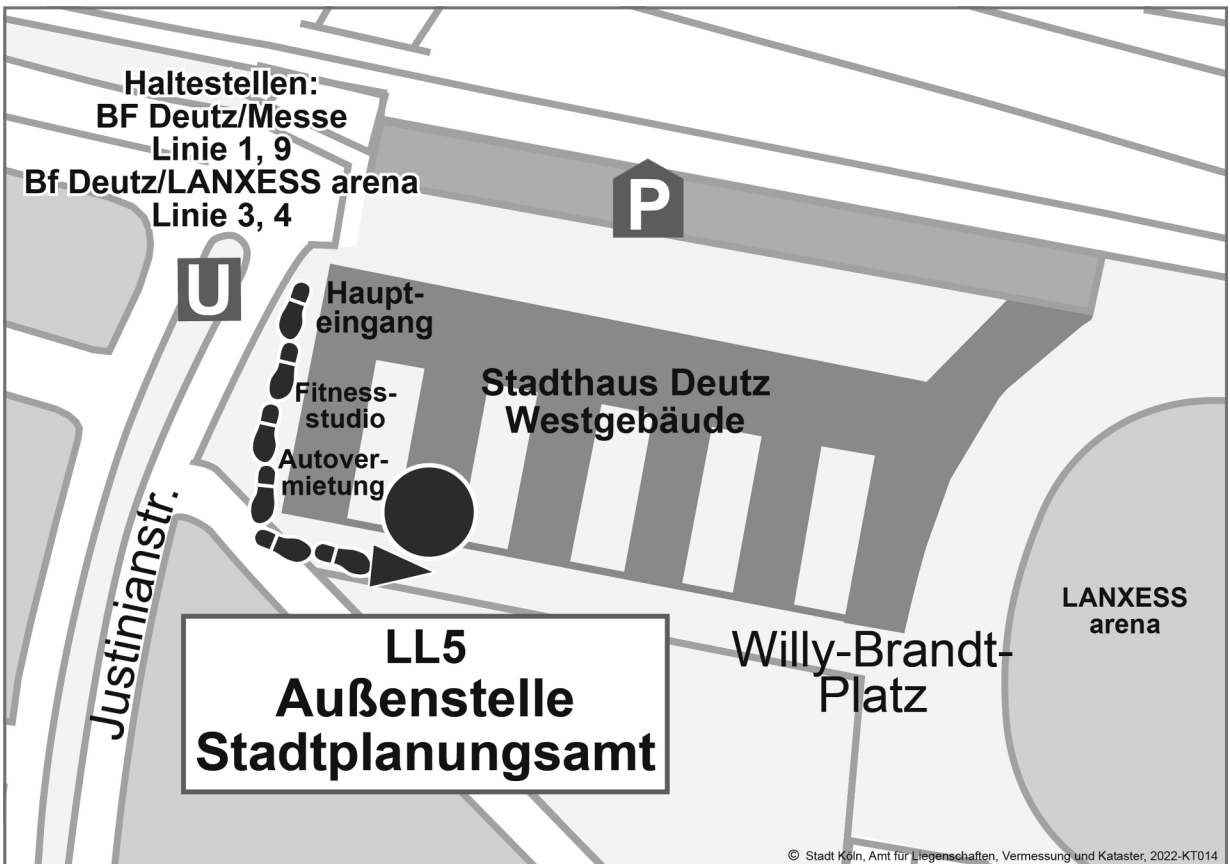 Haltestellen:
BF Deutz/Messe
Linie 1, 9
Bf Deutz/LANXESS arena
Linie 3, 4
U
P
Haupt-
eingang
Fitness-
studio
Autover-
mietung
Stadthaus Deutz
Westgebäude
Justinianstr.
LANXESS
arena
Willy-Brandt-
Platz
LL5
Außenstelle
Stadtplanungsamt
© Stadt Köln, Amt für Liegenschaften, Vermessung und Kataster, 2022-KT014